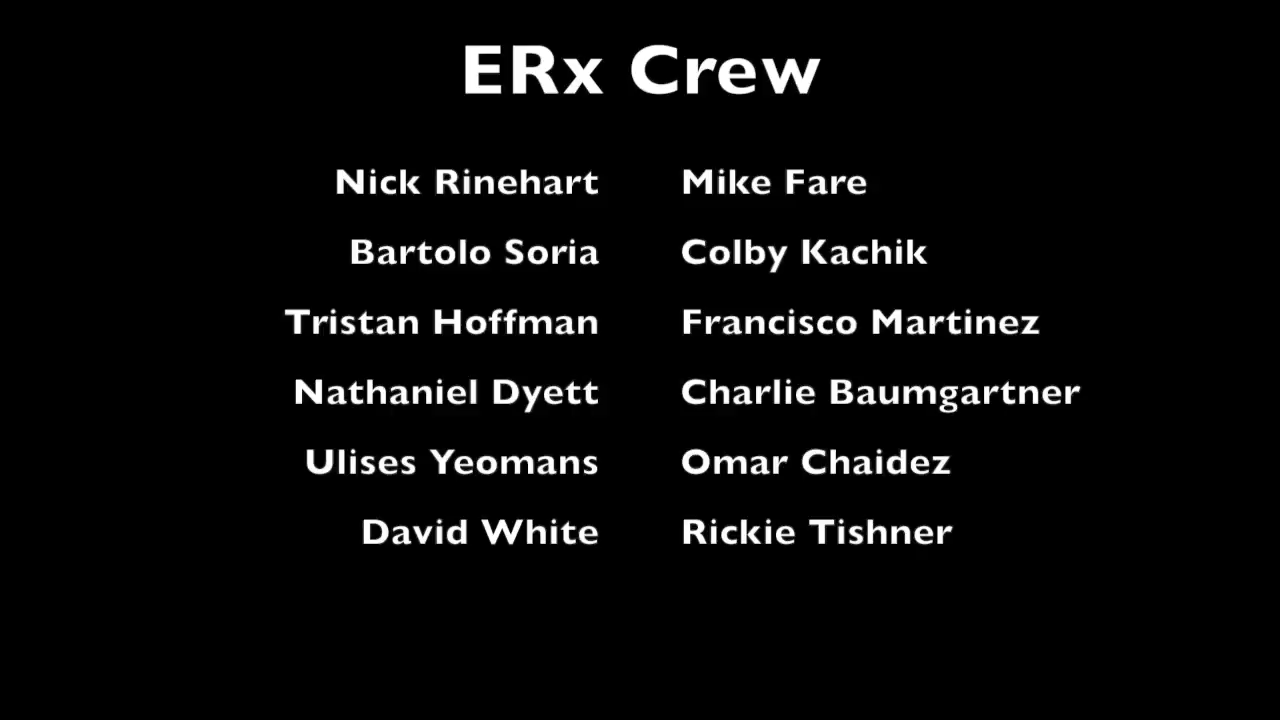 ERx Crew
Nick Rinehart Mike Fare
Bartolo Soria Colby Kachik
Tristan Hoffman Francisco Martinez
Nathaniel Dyett Charlie Baumgartner
Ulises Yeomans Omar Chaidez
David White Rickie Tishner